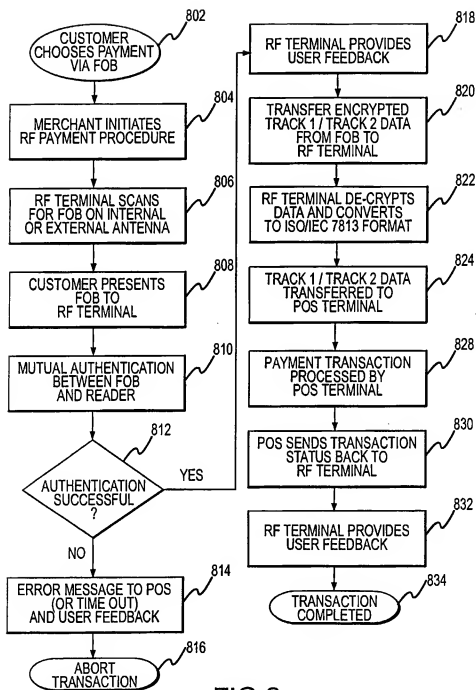 802
CUSTOMER
CHOOSES PAYMENT
VIA FOB
804
MERCHANT INITIATES
RF PAYMENT PROCEDURE
806
RF TERMINAL SCANS
FOR FOB ON INTERNAL
OR EXTERNAL ANTENNA
808
CUSTOMER PRESENTS
FOB TO
RF TERMINAL
810
MUTUAL AUTHENTICATION
BETWEEN FOB
AND READER
812
AUTHENTICATION
SUCCESSFUL
?
YES
NO
814
ERROR MESSAGE TO POS
(OR TIME OUT)
AND USER FEEDBACK
816
ABORT
TRANSACTION
818
RF TERMINAL PROVIDES
USER FEEDBACK
820
TRANSFER ENCRYPTED
TRACK 1 / TRACK 2 DATA
FROM FOB TO
RF TERMINAL
822
RF TERMINAL DE-CRYPTS
DATA AND CONVERTS
TO ISO/IEC 7813 FORMAT
824
TRACK 1 / TRACK 2 DATA
TRANSFERRED TO
POS TERMINAL
828
PAYMENT TRANSACTION
PROCESSED BY
POS TERMINAL
830
POS SENDS TRANSACTION
STATUS BACK TO
RF TERMINAL
832
RF TERMINAL PROVIDES
USER FEEDBACK
834
TRANSACTION
COMPLETED